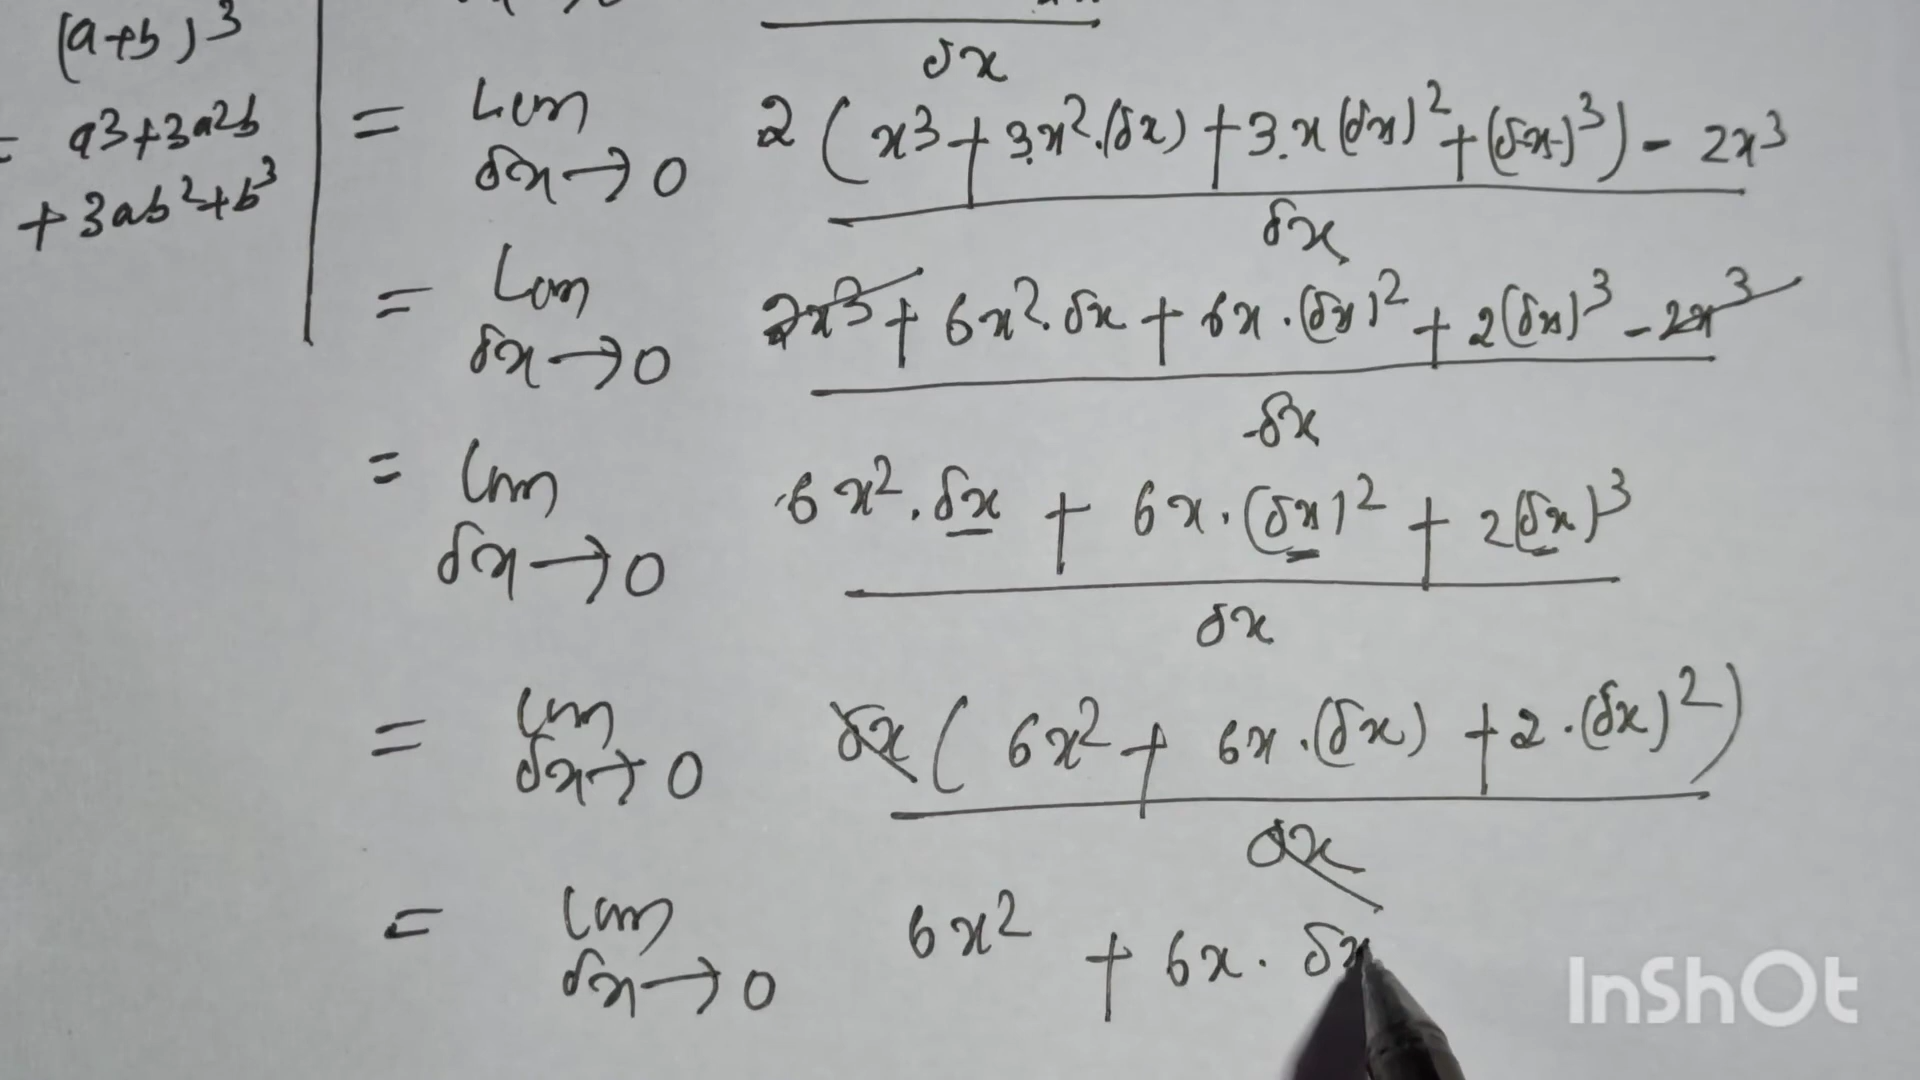 (a+b)³
= a³+3a²b
+3ab²+b³
δx
= Lim δx→0 2(x³+3.x².(δx)+3.x(δx)²+(δx)³)-2x³
δx
= Lim δx→0 2x³+6x².δx+6x.(δx)²+2(δx)³-2x³
δx
= Lim δx→0 6x².δx+6x.(δx)²+2(δx)³
δx
= Lim δx→0 δx(6x²+6x.(δx)+2.(δx)²)
δx
= Lim δx→0 6x²+6x.δx
InShOt